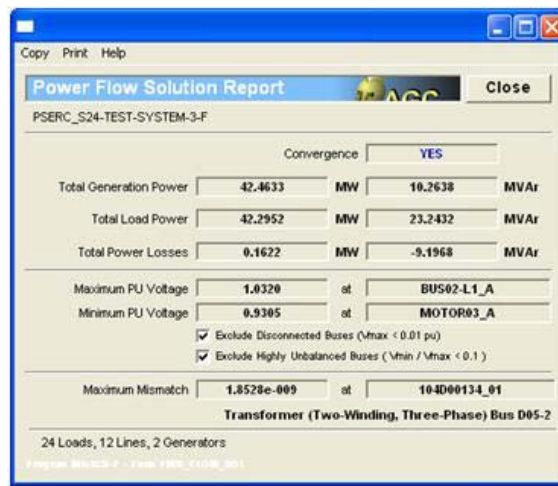 Copy Print Help
Power Flow Solution Report AGC Close
PSERC_S24-TEST-SYSTEM-3-F
Convergence YES
Total Generation Power 42.4633 MW 10.2638 MVAr
Total Load Power 42.2952 MW 23.2432 MVAr
Total Power Losses 0.1622 MW -9.1968 MVAr
Maximum PU Voltage 1.0320 at BUS02-L1_A
Minimum PU Voltage 0.9305 at MOTOR03_A
Exclude Disconnected Buses (Vmax < 0.01 pu)
Exclude Highly Unbalanced Buses ( Vmin / Vmax < 0.1 )
Maximum Mismatch 1.8528e-009 at 104D00134_01
Transformer (Two-Winding, Three-Phase) Bus D05-2
24 Loads, 12 Lines, 2 Generators